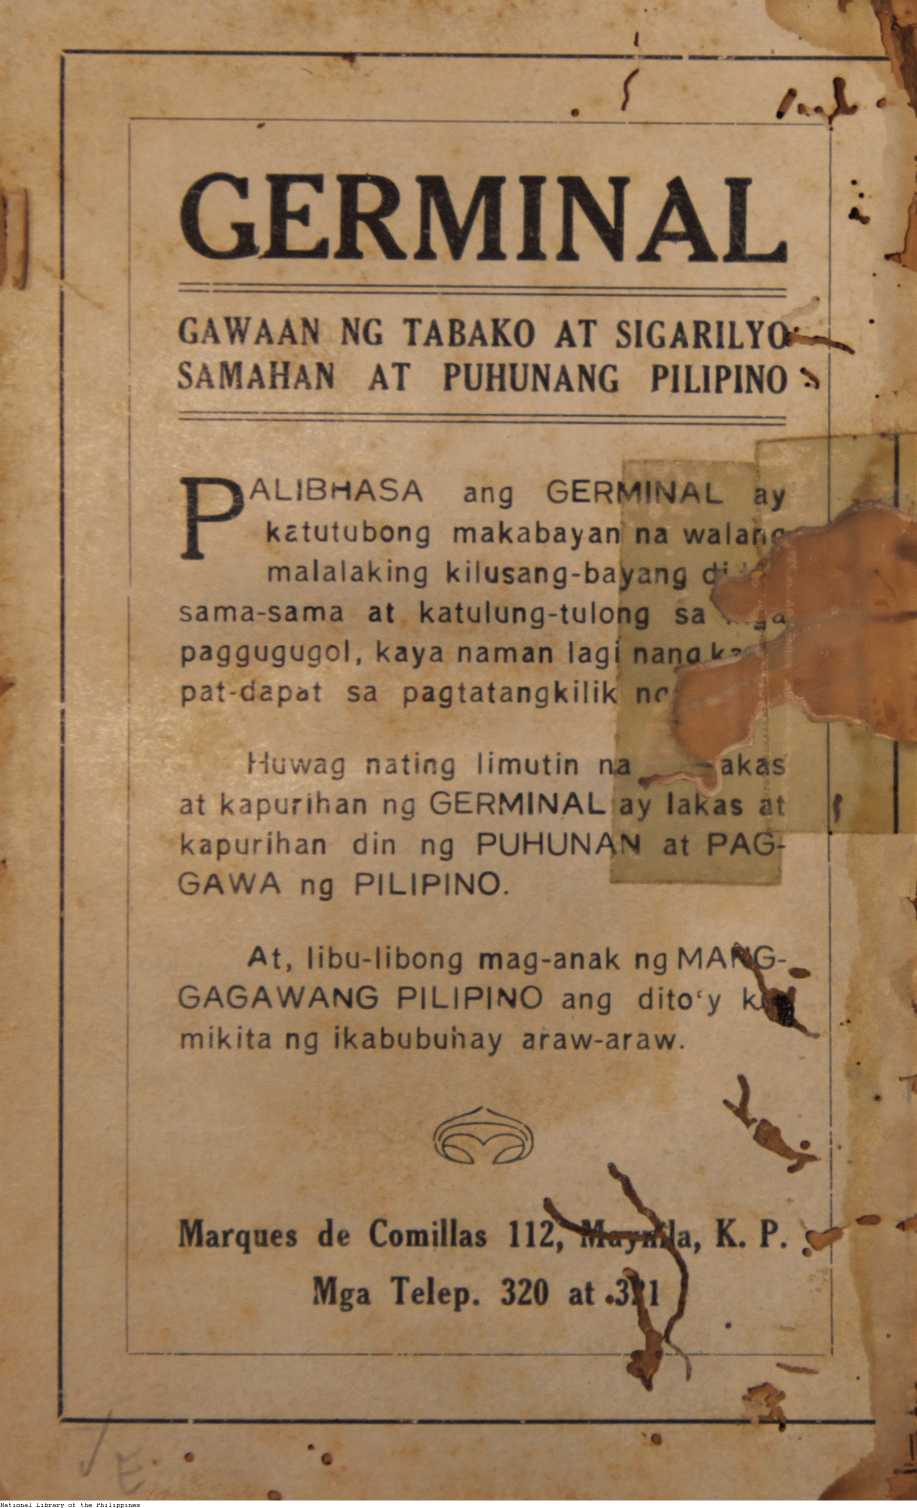 GERMINAL
GAWAAN NG TABAKO AT SIGARILYO
SAMAHAN AT PUHUNANG PILIPINO
PALIBHASA ang GERMINAL ay
katutubong makabayan na walang
malalaking kilusang-bayang
sama-sama at katulung-tulong sa
paggugugol, kaya naman lagi nang
pat-dapat sa pagtatangkilik
Huwag nating limutin na
at kapurihan ng GERMINAL ay lakas at
kapurihan din ng PUHUNAN at PAG-
GAWA ng PILIPINO.
At, libu-libong mag-anak ng MANG-
GAGAWANG PILIPINO ang dito‘y
mikita ng ikabubuhay araw-araw.
Marques de Comillas 112, Maynila, K. P.
Mga Telep. 320 at 321
National Library of the Philippines